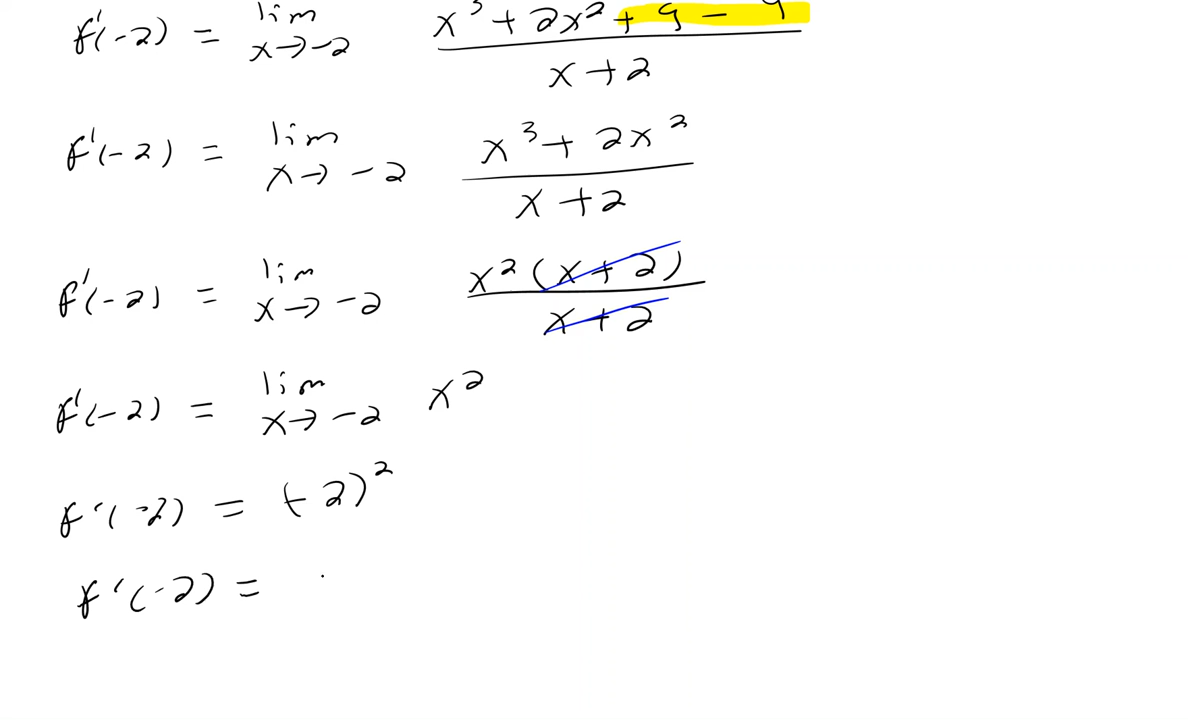 f'(-2) = lim x→-2 x³ + 2x² + 9 - 9 / x + 2
f'(-2) = lim x→ -2 x³ + 2x² / x + 2
f'(-2) = lim x→-2 x² (x + 2) / x + 2
f'(-2) = lim x→ -2 x²
f'(-2) = (-2)²
f'(-2) =